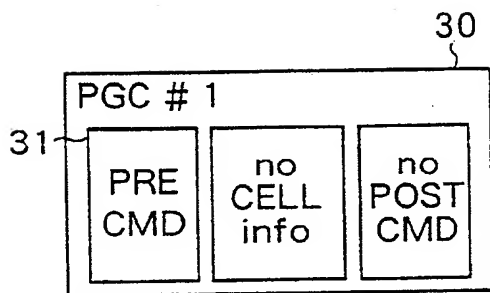 30
PGC # 1
31
PRE
CMD
no
CELL
info
no
POST
CMD